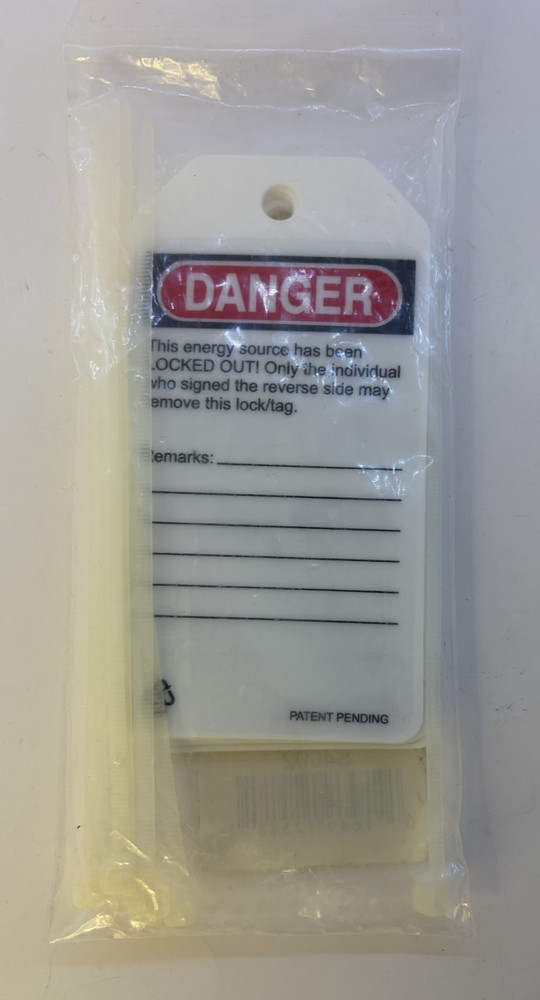 DANGER
This energy source has been
LOCKED OUT! Only the individual
who signed the reverse side may
remove this lock/tag.
Remarks:
PATENT PENDING